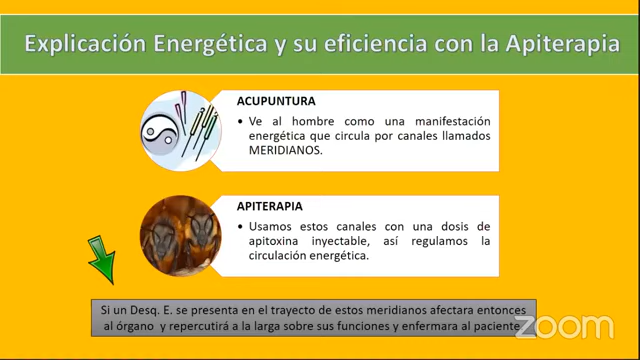 Explicación Energética y su eficiencia con la Apiterapia
ACUPUNTURA
• Ve al hombre como una manifestación
energética que circula por canales llamados
MERIDIANOS.
APITERAPIA
• Usamos estos canales con una dosis de
apitoxina inyectable, así regulamos la
circulación energética.
Si un Desq. E. se presenta en el trayecto de estos meridianos afectara entonces
al órgano y repercutirá a la larga sobre sus funciones y enfermara al paciente
zoom